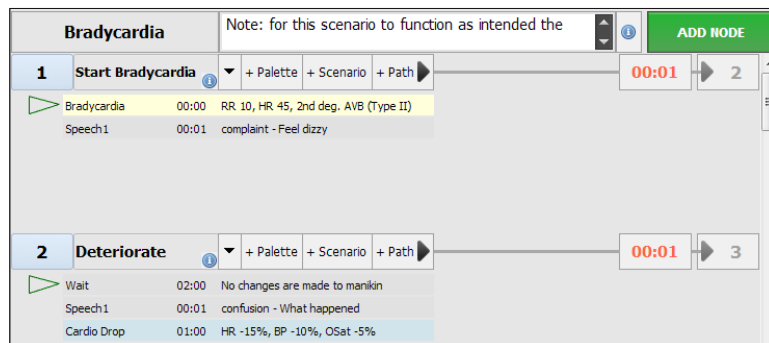 Bradycardia Note: for this scenario to function as intended the ADD NODE
1 Start Bradycardia + Palette + Scenario + Path 00:01 2
Bradycardia 00:00 RR 10, HR 45, 2nd deg. AVB (Type II)
Speech1 00:01 complaint - Feel dizzy
2 Deteriorate + Palette + Scenario + Path 00:01 3
Wait 02:00 No changes are made to manikin
Speech1 00:01 confusion - What happened
Cardio Drop 01:00 HR -15%, BP -10%, OSat -5%